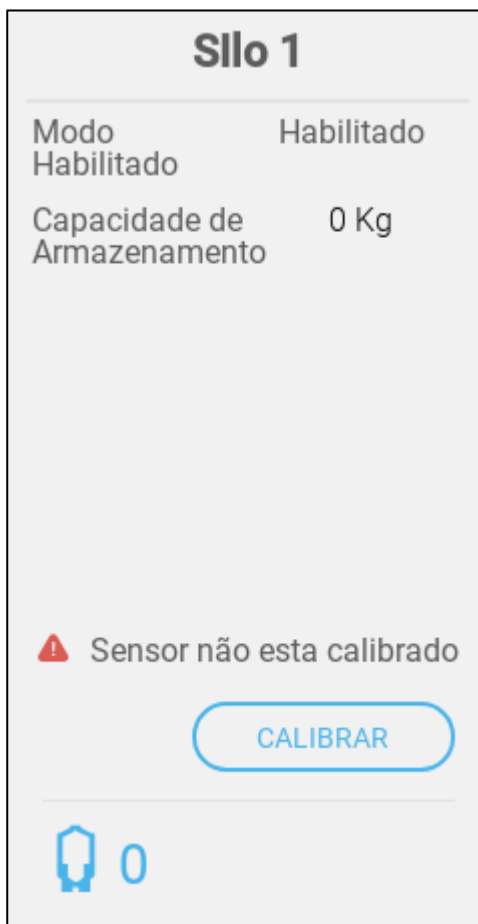 SIlo 1
Modo Habilitado
Habilitado
Capacidade de 0 Kg
Armazenamento
Sensor não esta calibrado
CALIBRAR
0